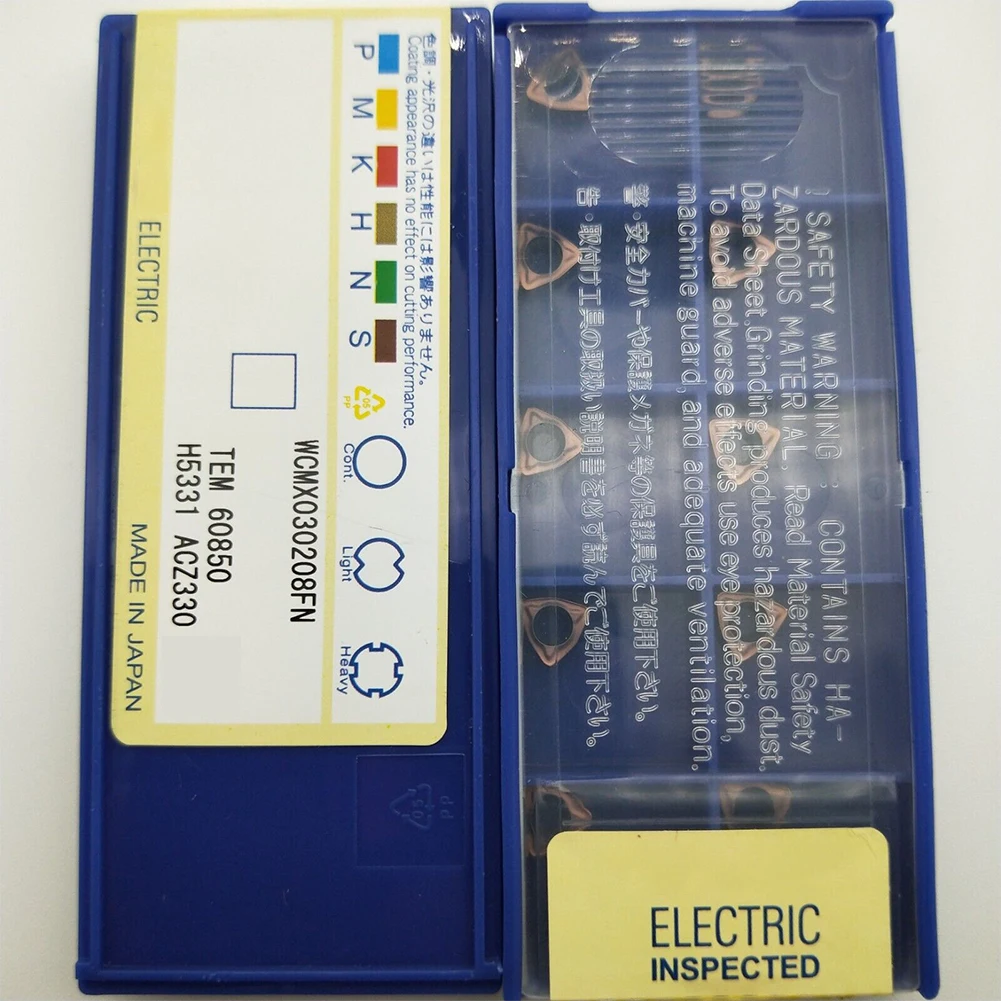 色調・光沢の違いは性能には影響ありません。
Coating appearance has no effect on cutting performance.
P M K H N S
05
PP
Cont.
Light
Heavy
WCMX030208FN
TEM 60850
H5331 ACZ330
ELECTRIC
MADE IN JAPAN
PP
! SAFETY WARNING : CONTAINS HA-
ZARDOUS MATERIAL. Read Material Safety
Data Sheet.Grinding produces hazardous dust.
To avoid adverse effects use eye protection,
machine guard, and adequate ventilation.
警・安全カバーや保護メガネ等の保護具をご使用下さい。
告・取付け工具の取扱い説明書を必ず読んでご使用下さい。
ELECTRIC
INSPECTED